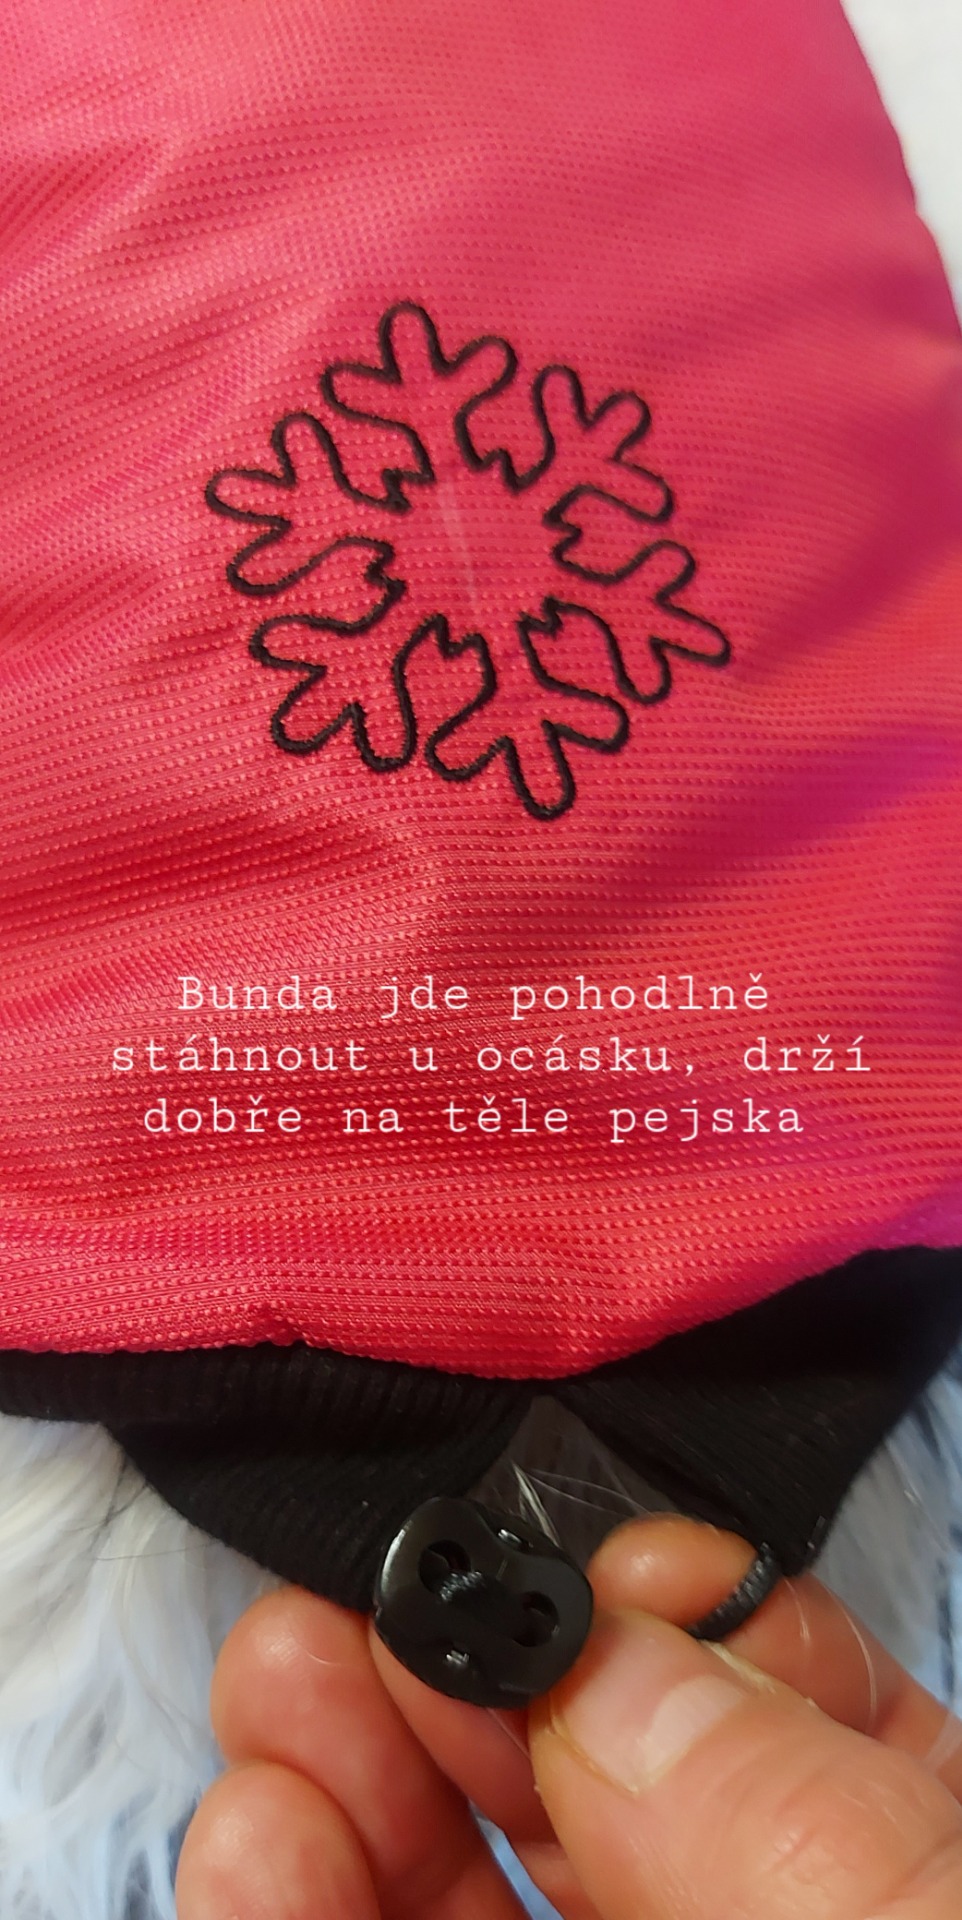 Bunda jde pohodlně
stáhnout u ocásku, drží
dobře na těle pejska